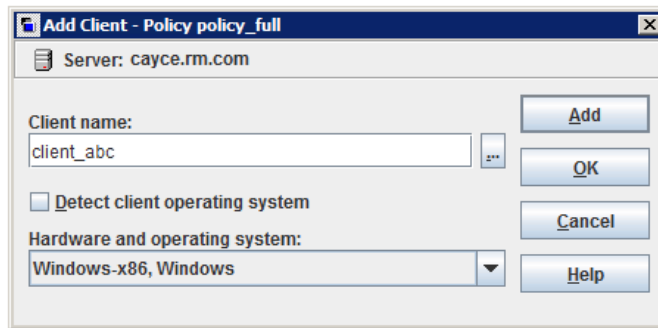 Add Client - Policy policy_full
Server: cayce.rm.com
Client name:
client_abc
...
Detect client operating system
Hardware and operating system:
Windows-x86, Windows
Add
OK
Cancel
Help